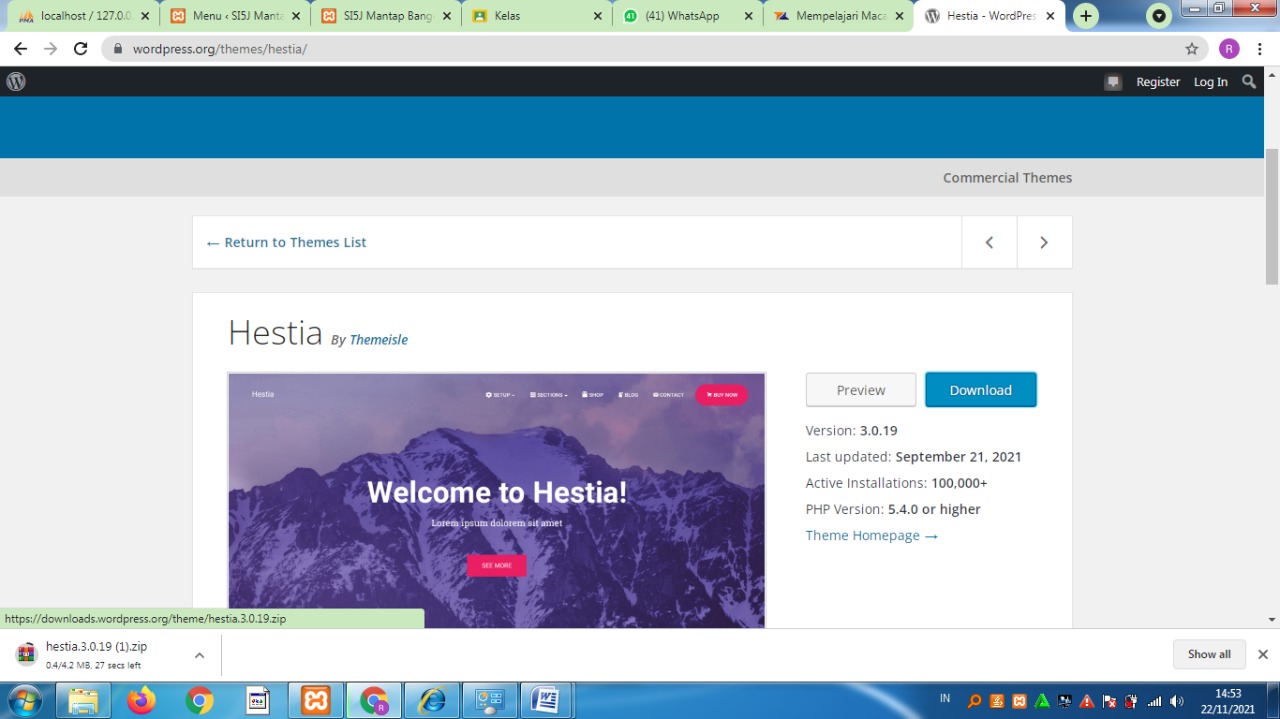 localhost / 127.0.0
Menu ‹ SI5J Manta
SI5J Mantap Bang
Kelas
(41) WhatsApp
Mempelajari Maca
Hestia - WordPres
wordpress.org/themes/hestia/
R
Register Log In
Commercial Themes
← Return to Themes List
Hestia By Themeisle
Hestia SETUP SECTIONS SHOP BLOG CONTACT BUY NOW
Welcome to Hestia!
Lorem ipsum dolorem sit amet
SEE MORE
Preview Download
Version: 3.0.19
Last updated: September 21, 2021
Active Installations: 100,000+
PHP Version: 5.4.0 or higher
Theme Homepage →
https://downloads.wordpress.org/theme/hestia.3.0.19.zip
hestia.3.0.19 (1).zip
0.4/4.2 MB, 27 secs left
Show all
IN
14:53
22/11/2021